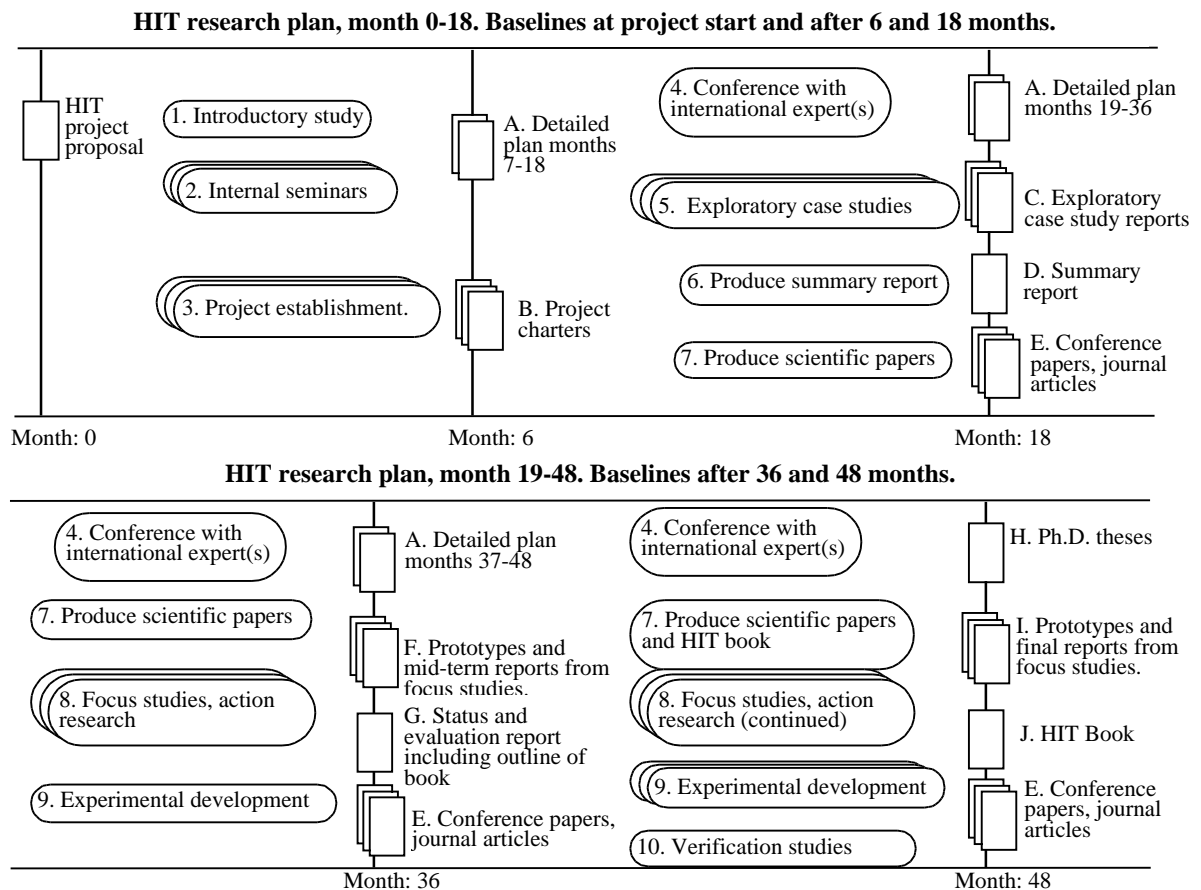 HIT research plan, month 0-18. Baselines at project start and after 6 and 18 months.
HIT
project
proposal
1. Introductory study
2. Internal seminars
3. Project establishment.
A. Detailed
plan months
7-18
B. Project
charters
4. Conference with
international expert(s)
5. Exploratory case studies
6. Produce summary report
7. Produce scientific papers
A. Detailed plan
months 19-36
C. Exploratory
case study reports
D. Summary
report
E. Conference
papers, journal
articles
Month: 0
Month: 6
Month: 18
HIT research plan, month 19-48. Baselines after 36 and 48 months.
4. Conference with
international expert(s)
7. Produce scientific papers
8. Focus studies, action
research
9. Experimental development
A. Detailed plan
months 37-48
F. Prototypes and
mid-term reports from
focus studies.
G. Status and
evaluation report
including outline of
book
E. Conference papers,
journal articles
4. Conference with
international expert(s)
7. Produce scientific papers
and HIT book
8. Focus studies, action
research (continued)
9. Experimental development
10. Verification studies
H. Ph.D. theses
I. Prototypes and
final reports from
focus studies.
J. HIT Book
E. Conference
papers, journal
articles
Month: 36
Month: 48